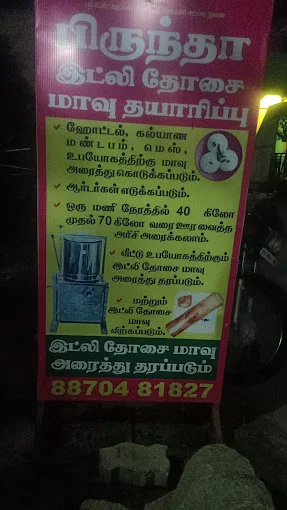 பிருந்தா
இட்லி தோசை
மாவு தயாரிப்பு
ஹோட்டல், கல்யாண
மண்டபம், மெஸ்,
உபயோகத்திற்கு மாவு
அரைத்து கொடுக்கப்படும்.
ஆர்டர்கள் எடுக்கப்படும்.
ஒரு மணி நேரத்தில் 40 கிலோ
முதல் 70 கிலோ வரை ஊர வைத்த
அரிசி அரைக்கலாம்.
வீட்டு உபயோகத்திற்கும்
இட்லி தோசை மாவு
அரைத்து தரப்படும்.
மற்றும்
இட்லி தோசை
மாவு
விற்கப்படும்.
இட்லி தோசை மாவு
அரைத்து தரப்படும்
88704 81827